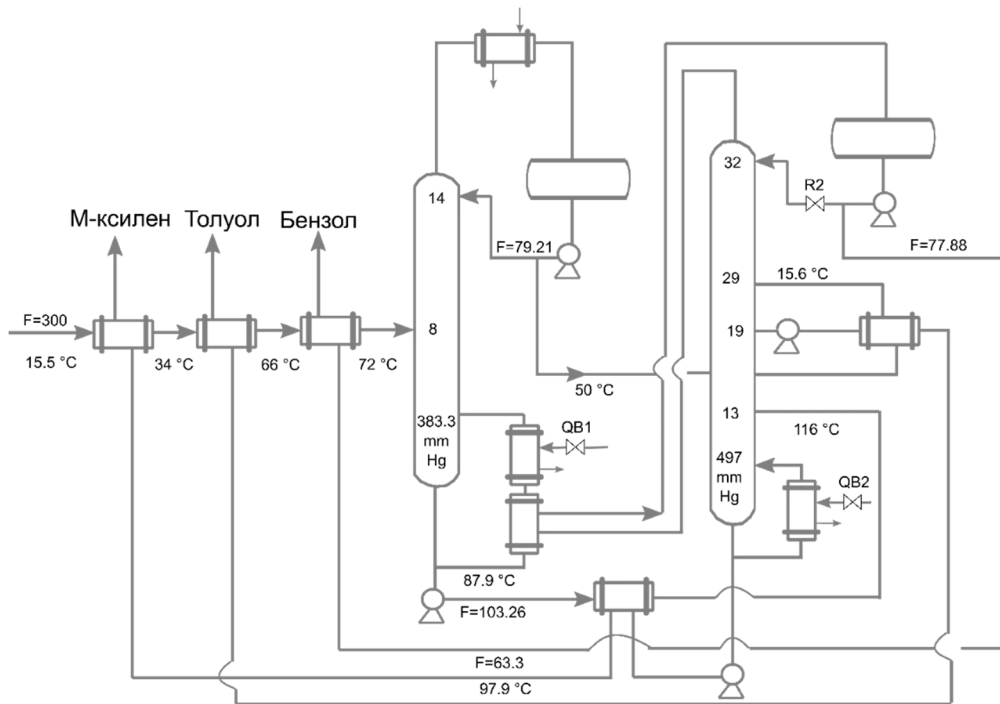 М-ксилен
Толуол
Бензол
F=300
15.5 °C
34 °C
66 °C
72 °C
14
8
383.3
mm
Hg
F=79.21
50 °C
QB1
87.9 °C
F=103.26
F=63.3
97.9 °C
32
29
19
13
497
mm
Hg
R2
F=77.88
15.6 °C
116 °C
QB2